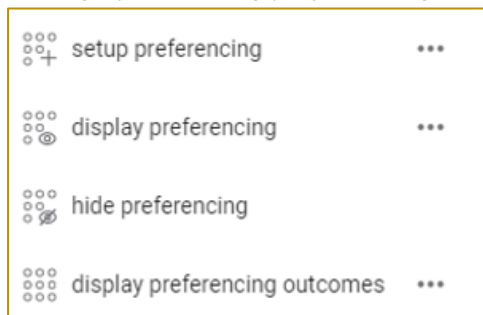 setup preferencing
display preferencing
hide preferencing
display preferencing outcomes